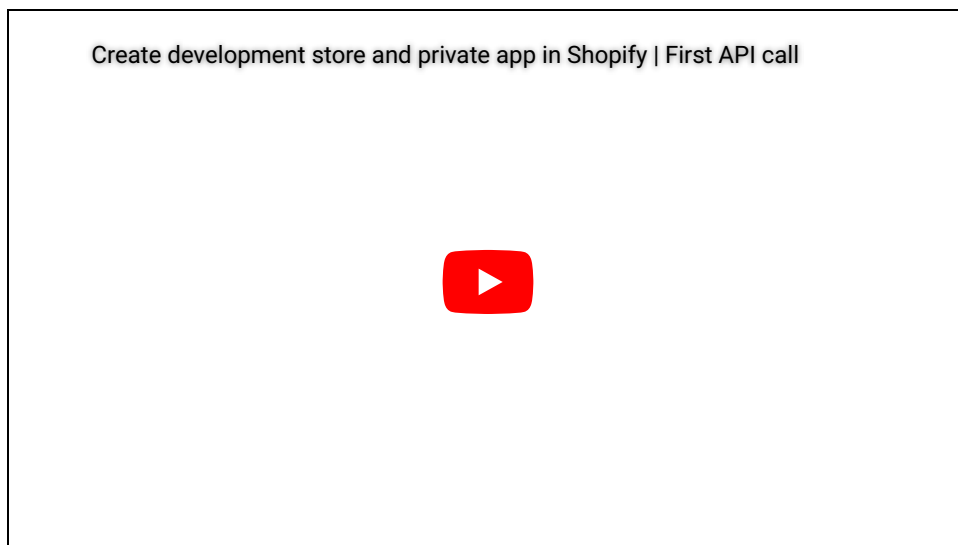 Create development store and private app in Shopify | First API call